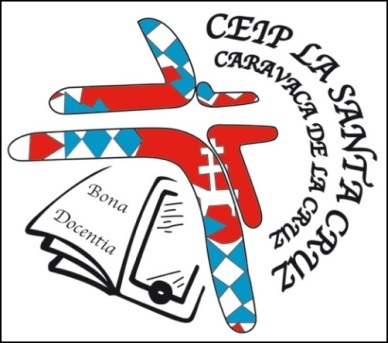 CEIP LA SANTA CRUZ
CARAVACA DE LA CRUZ
Bona
Docentia